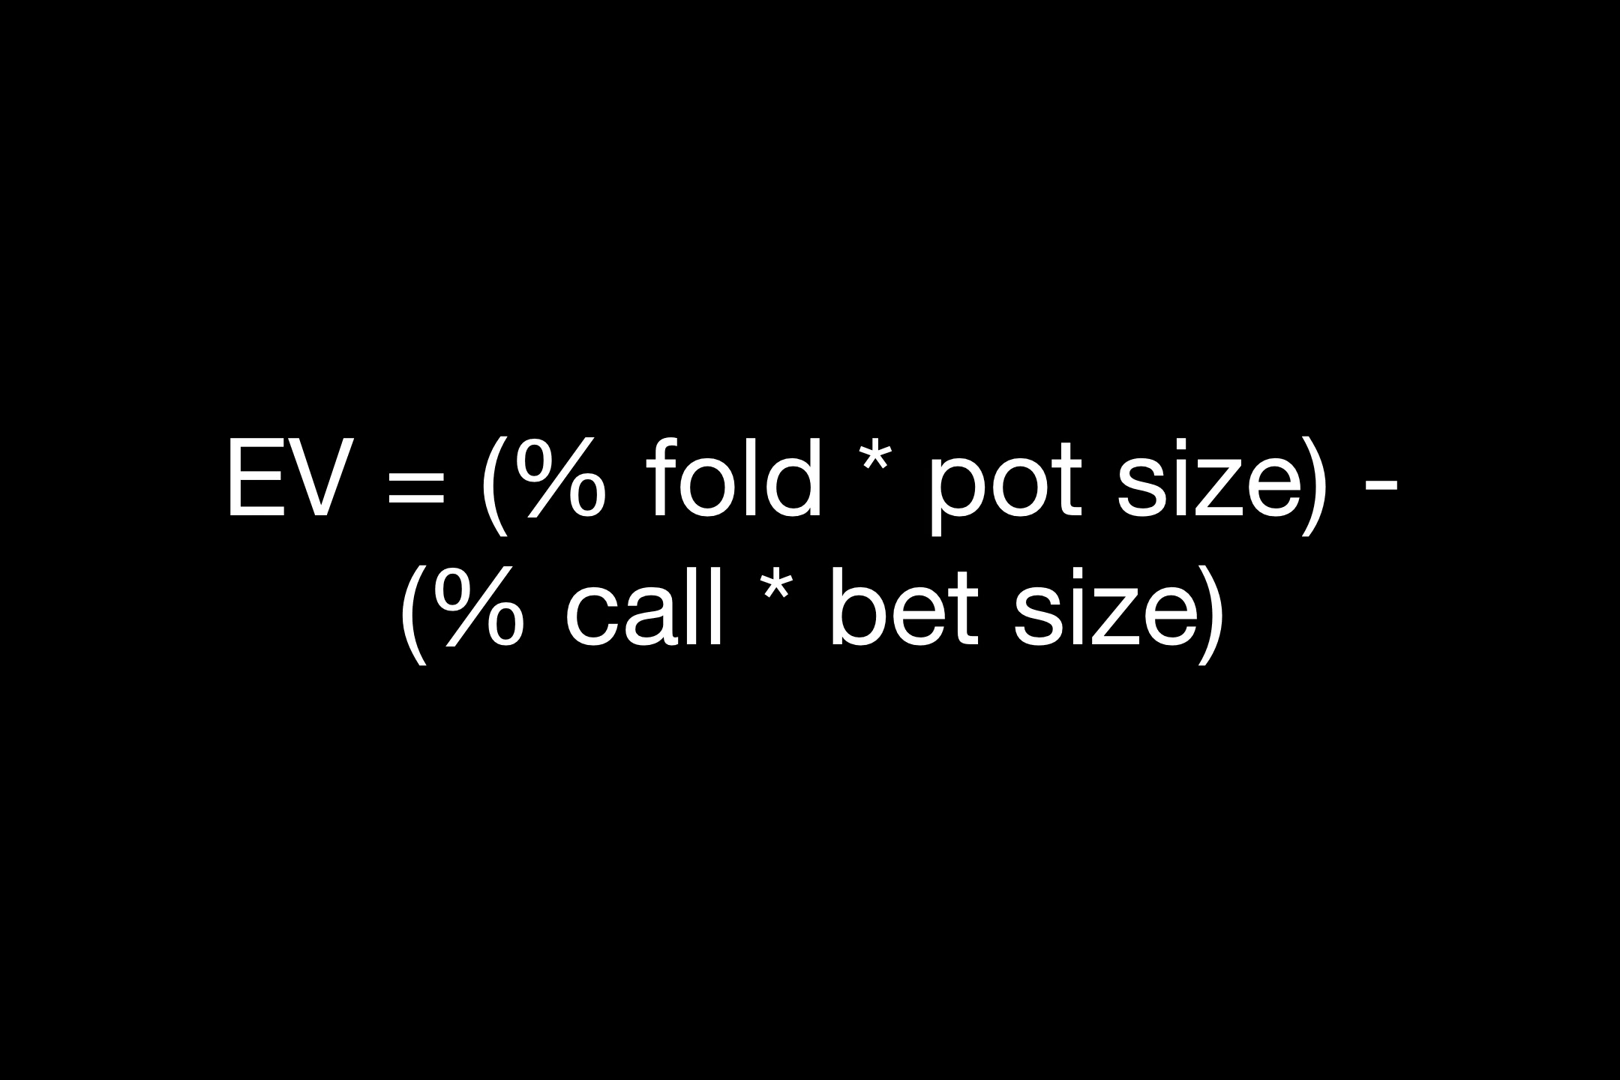 EV = (% fold * pot size) -
(% call * bet size)